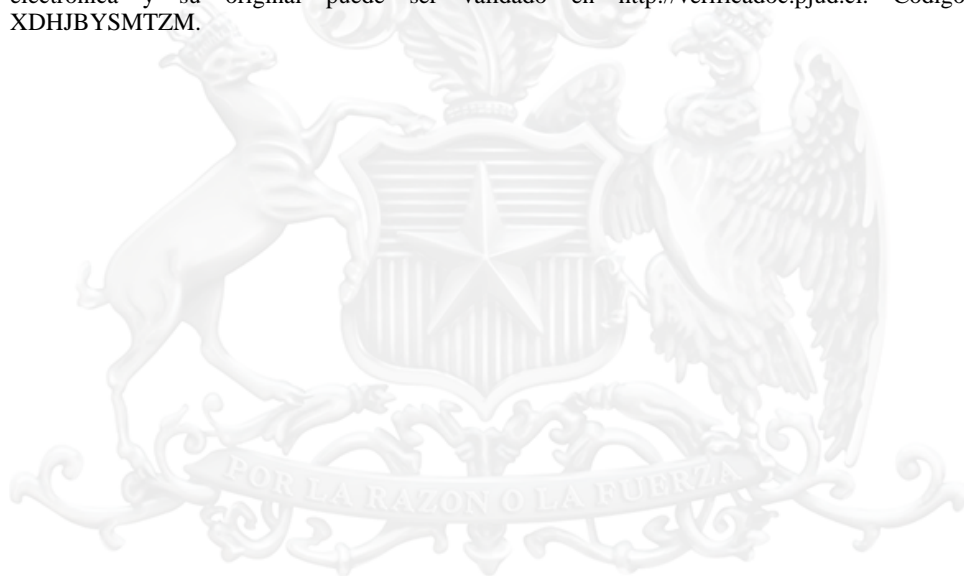 electrónica y su original puede ser validado en http://verificadoc.pjud.cl. Código
XDHJBYSMTZM.
POR LA RAZON O LA FUERZA